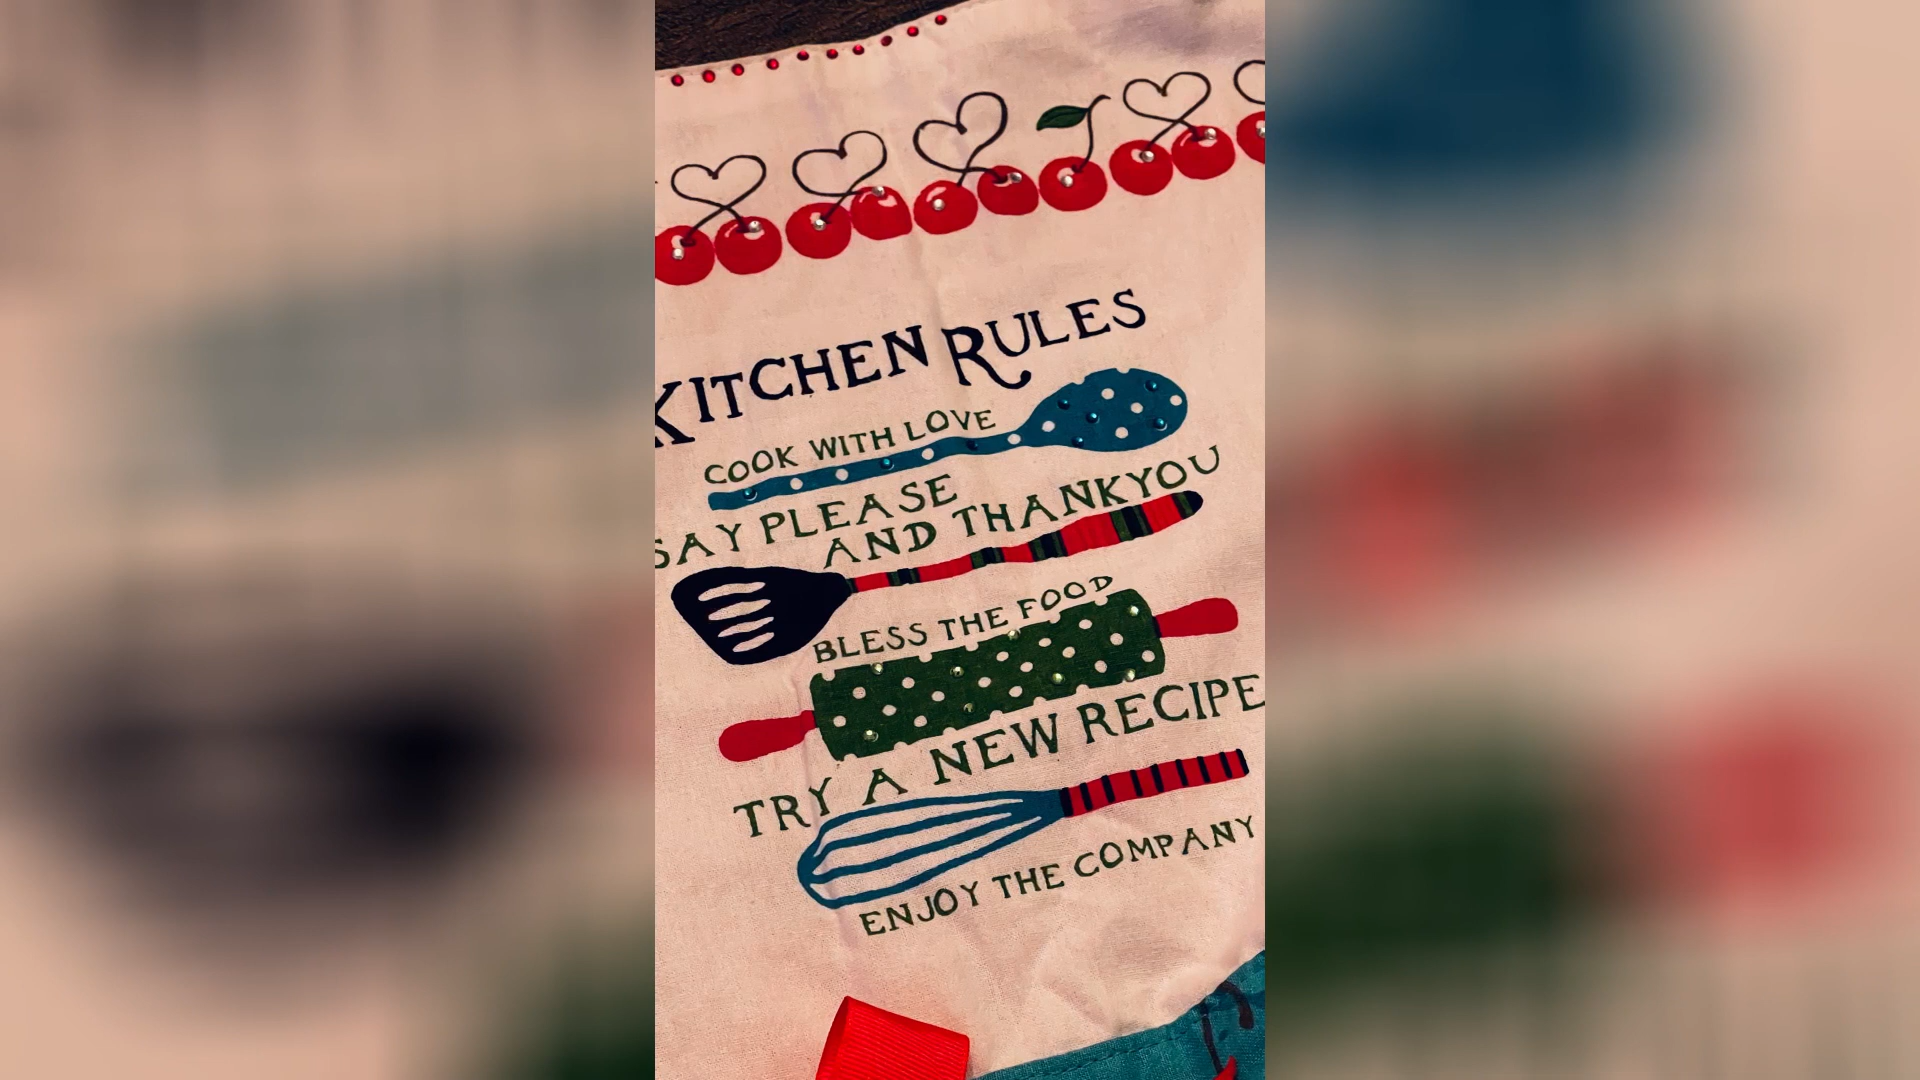 KITCHEN RULES
COOK WITH LOVE
SAY PLEASE
AND THANKYOU
BLESS THE FOOD
TRY A NEW RECIPE
ENJOY THE COMPANY